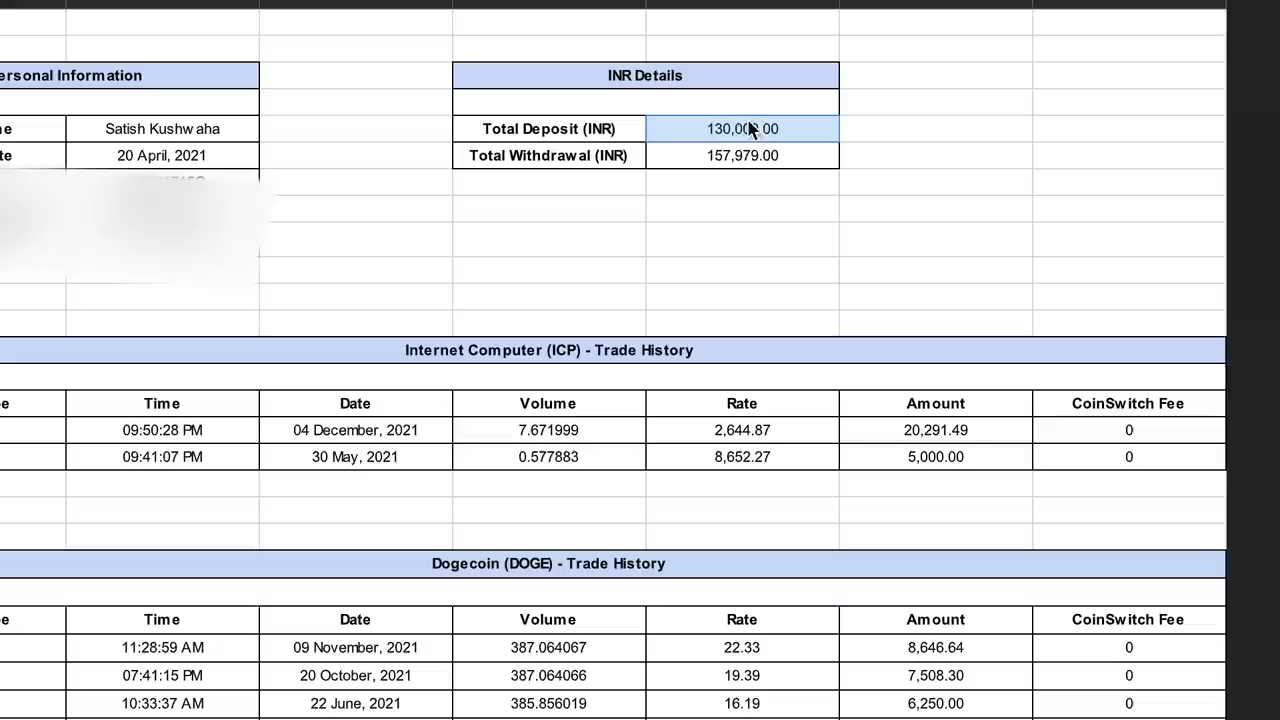 ersonal Information INR Details
e Satish Kushwaha Total Deposit (INR)
te 20 April, 2021 Total Withdrawal (INR) 157,979.00
Internet Computer (ICP) - Trade History
e Time Date Volume Rate Amount CoinSwitch Fee
09:50:28 PM 04 December, 2021 7.671999 2,644.87 20,291.49 0
09:41:07 PM 30 May, 2021 0.577883 8,652.27 5,000.00 0
Dogecoin (DOGE) - Trade History
e Time Date Volume Rate Amount CoinSwitch Fee
11:28:59 AM 09 November, 2021 387.064067 22.33 8,646.64 0
07:41:15 PM 20 October, 2021 387.064066 19.39 7,508.30 0
10:33:37 AM 22 June, 2021 385.856019 16.19 6,250.00 0